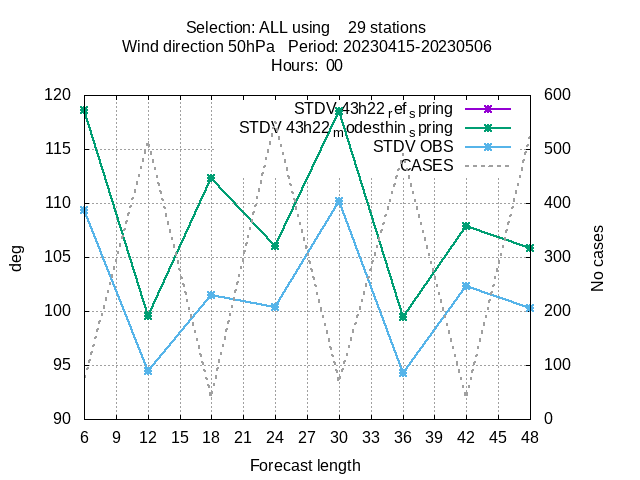 Selection: ALL using 29 stations
Wind direction 50hPa Period: 20230415-20230506
Hours: 00
STDV 43h22_ref_spring
STDV 43h22_modesthin_spring
STDV OBS
CASES
120
115
110
105
100
95
90
deg
600
500
400
300
200
100
0
No cases
6 9 12 15 18 21 24 27 30 33 36 39 42 45 48
Forecast length